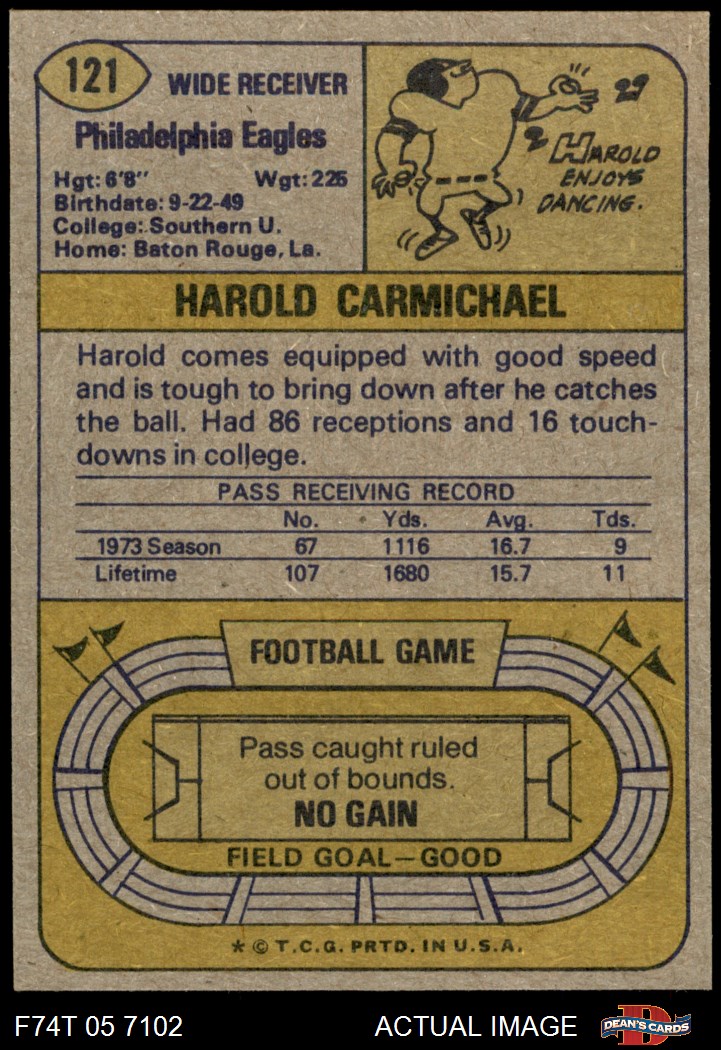 121
WIDE RECEIVER
Philadelphia Eagles
Hgt: 6'8" Wgt: 225
Birthdate: 9-22-49
College: Southern U.
Home: Baton Rouge, La.
HAROLD
ENJOYS
DANCING.
HAROLD CARMICHAEL
Harold comes equipped with good speed
and is tough to bring down after he catches
the ball. Had 86 receptions and 16 touch-
downs in college.
PASS RECEIVING RECORD
No. Yds. Avg. Tds.
1973 Season 67 1116 16.7 9
Lifetime 107 1680 15.7 11
FOOTBALL GAME
Pass caught ruled
out of bounds.
NO GAIN
FIELD GOAL—GOOD
* © T.C.G. PRTD. IN U.S.A.
F74T 05 7102 ACTUAL IMAGE
D
DEAN'S CARDS